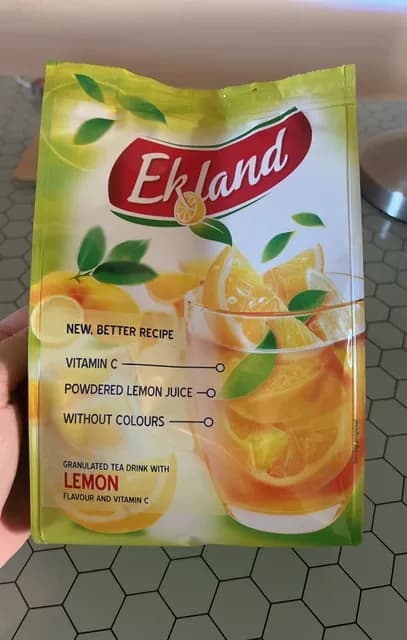 Ekland
NEW, BETTER RECIPE
VITAMIN C
POWDERED LEMON JUICE
WITHOUT COLOURS
GRANULATED TEA DRINK WITH
LEMON
FLAVOUR AND VITAMIN C